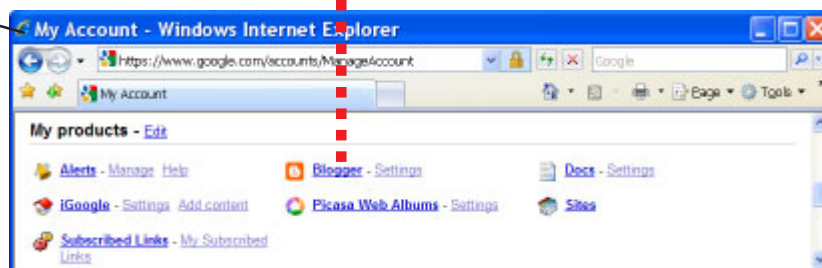 My Account - Windows Internet Explorer
https://www.google.com/accounts/ManageAccount
Google
My Account
Page
Tools
My products - Edit
Alerts - Manage Help
Blogger - Settings
Docs - Settings
iGoogle - Settings Add content
Picasa Web Albums - Settings
Sites
Subscribed Links - My Subscribed
Links